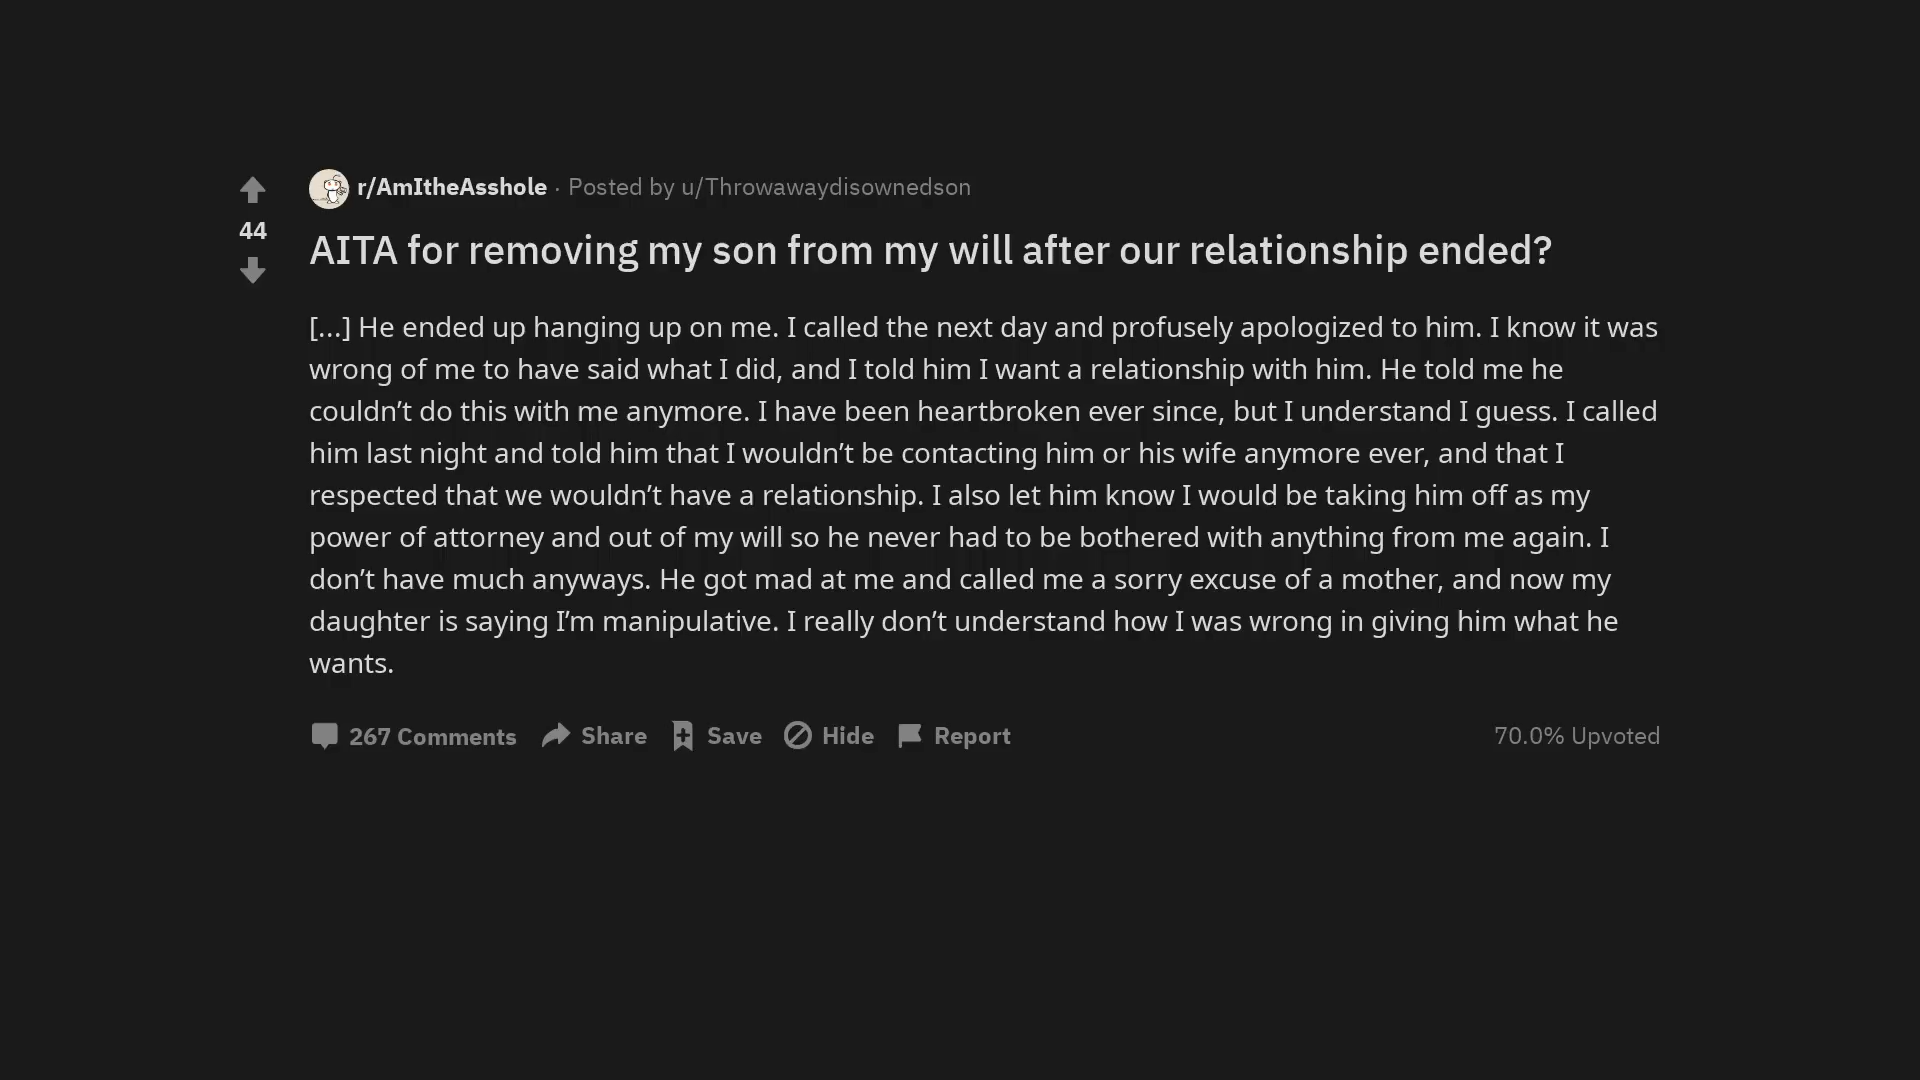 r/AmItheAsshole · Posted by u/Throwawaydisownedson
44
AITA for removing my son from my will after our relationship ended?
[...] He ended up hanging up on me. I called the next day and profusely apologized to him. I know it was
wrong of me to have said what I did, and I told him I want a relationship with him. He told me he
couldn’t do this with me anymore. I have been heartbroken ever since, but I understand I guess. I called
him last night and told him that I wouldn’t be contacting him or his wife anymore ever, and that I
respected that we wouldn’t have a relationship. I also let him know I would be taking him off as my
power of attorney and out of my will so he never had to be bothered with anything from me again. I
don’t have much anyways. He got mad at me and called me a sorry excuse of a mother, and now my
daughter is saying I’m manipulative. I really don’t understand how I was wrong in giving him what he
wants.
267 Comments Share Save Hide Report 70.0% Upvoted